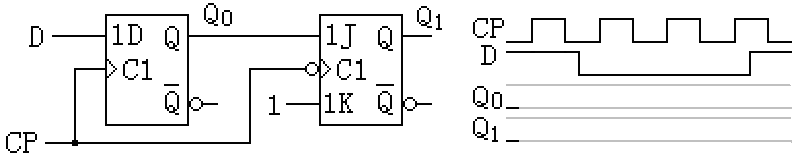 Q0 Q1
D 1D Q 1J Q
C1 C1
Q̅ 1 1K Q̅
CP
CP
D
Q0
Q1